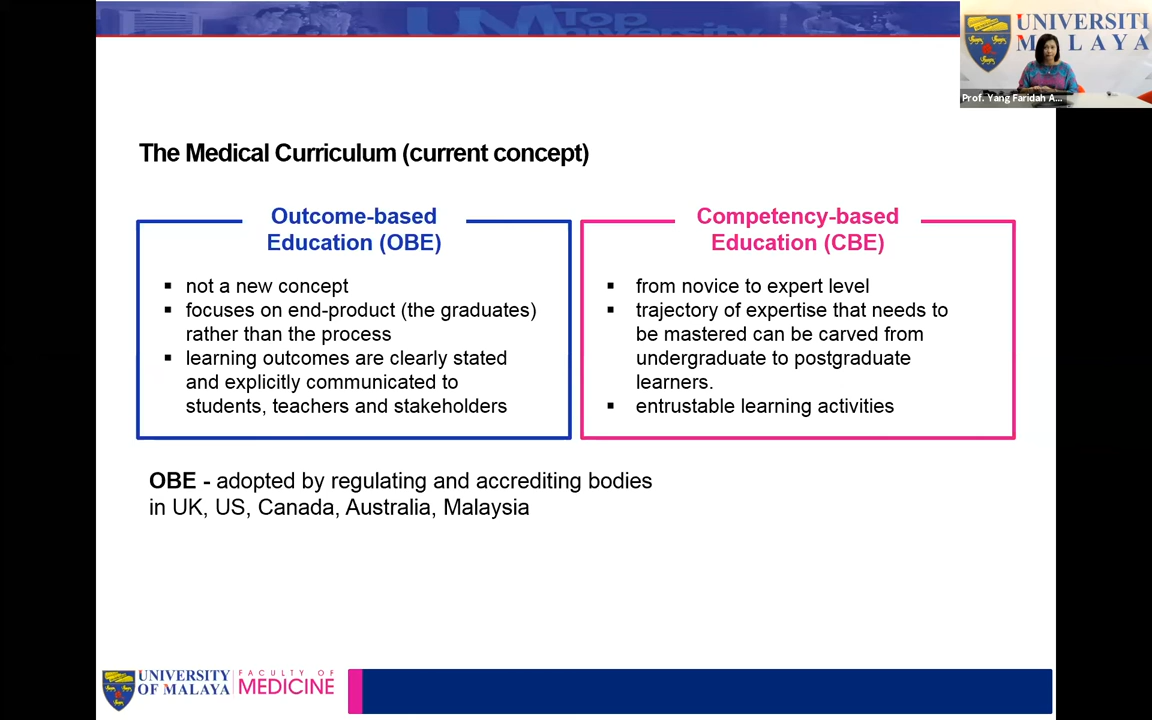 UM Top
University
UNIVERSITI
MALAYA
Prof. Yang Faridah A...
The Medical Curriculum (current concept)
Outcome-based
Education (OBE)
▪ not a new concept
▪ focuses on end-product (the graduates)
rather than the process
▪ learning outcomes are clearly stated
and explicitly communicated to
students, teachers and stakeholders
Competency-based
Education (CBE)
▪ from novice to expert level
▪ trajectory of expertise that needs to
be mastered can be carved from
undergraduate to postgraduate
learners.
▪ entrustable learning activities
OBE - adopted by regulating and accrediting bodies
in UK, US, Canada, Australia, Malaysia
UNIVERSITY
OF MALAYA
FACULTY OF
MEDICINE